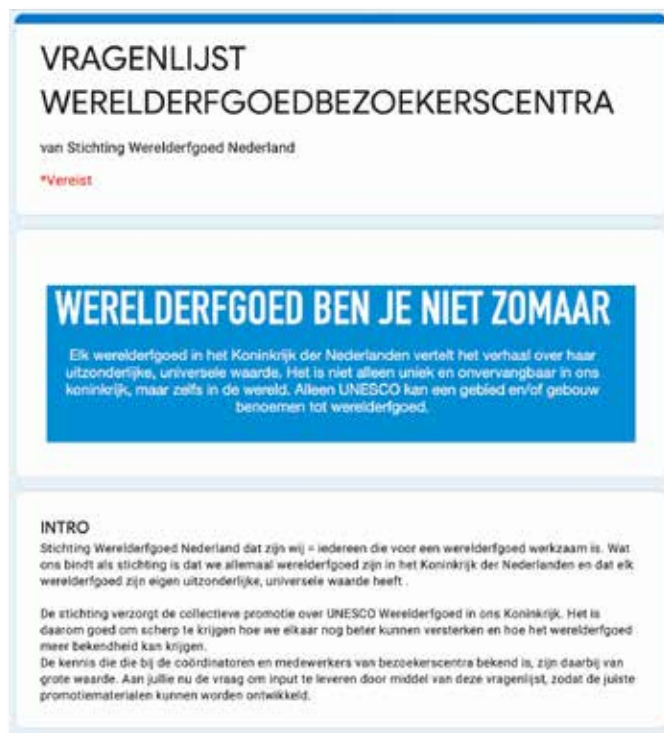 VRAGENLIJST
WERELDERFGOEDBEZOEKERSCENTRA
van Stichting Werelderfgoed Nederland
*Vereist
WERELDERFGOED BEN JE NIET ZOMAAR
Elk werelderfgoed in het Koninkrijk der Nederlanden vertelt het verhaal over haar
uitzonderlijke, universele waarde. Het is niet alleen uniek en onvervangbaar in ons
koninkrijk, maar zelfs in de wereld. Alleen UNESCO kan een gebied en/of gebouw
benoemen tot werelderfgoed.
INTRO
Stichting Werelderfgoed Nederland dat zijn wij = iedereen die voor een werelderfgoed werkzaam is. Wat
ons bindt als stichting is dat we allemaal werelderfgoed zijn in het Koninkrijk der Nederlanden en dat elk
werelderfgoed zijn eigen uitzonderlijke, universele waarde heeft .
De stichting verzorgt de collectieve promotie over UNESCO Werelderfgoed in ons Koninkrijk. Het is
daarom goed om scherp te krijgen hoe we elkaar nog beter kunnen versterken en hoe het werelderfgoed
meer bekendheid kan krijgen.
De kennis die die bij de coördinatoren en medewerkers van bezoekerscentra bekend is, zijn daarbij van
grote waarde. Aan jullie nu de vraag om input te leveren door middel van deze vragenlijst, zodat de juiste
promotiematerialen kunnen worden ontwikkeld.